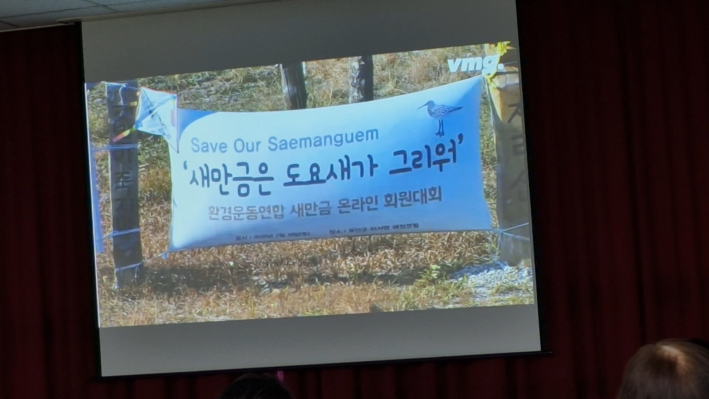 vmg.
Save Our Saemanguem
'새만금은 도요새가 그리워'
환경운동연합 새만금 온라인 회원대회